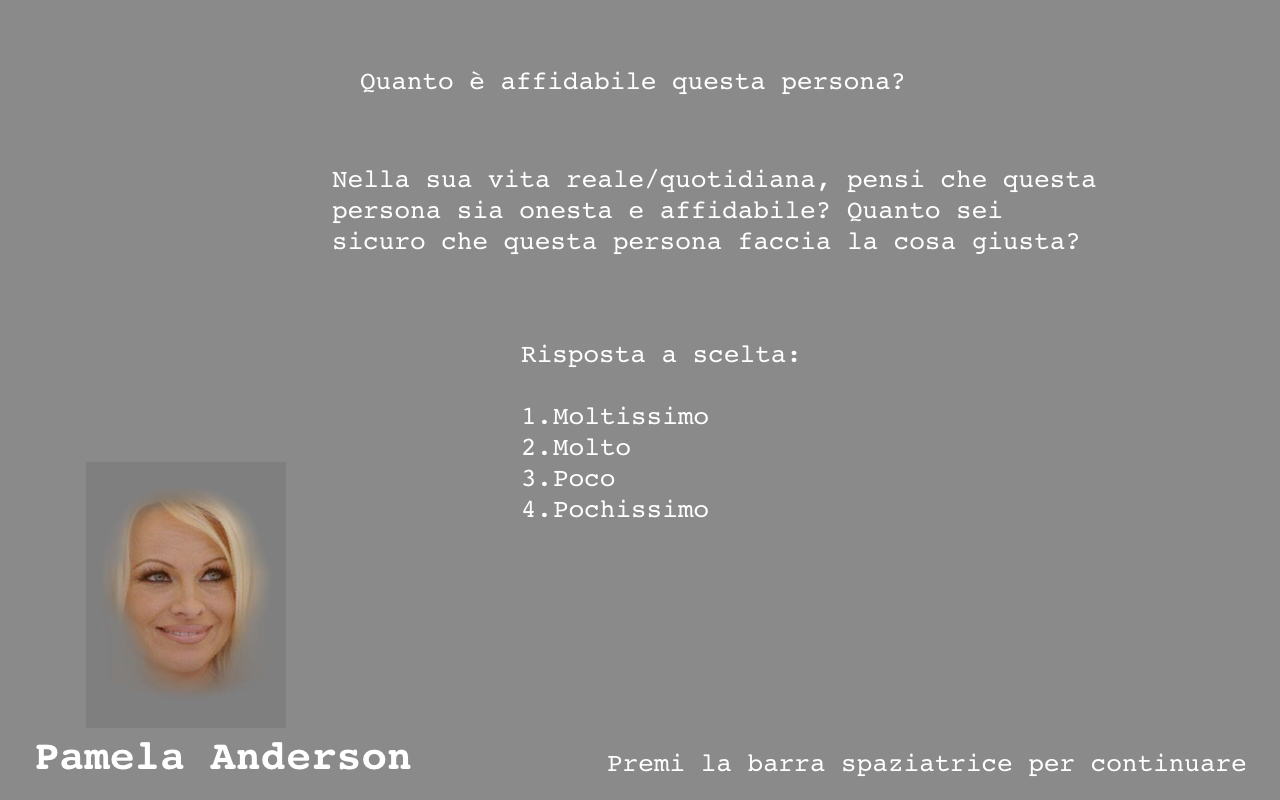 Quanto è affidabile questa persona?
Nella sua vita reale/quotidiana, pensi che questa
persona sia onesta e affidabile? Quanto sei
sicuro che questa persona faccia la cosa giusta?
Risposta a scelta:
1.Moltissimo
2.Molto
3.Poco
4.Pochissimo
Pamela Anderson
Premi la barra spaziatrice per continuare